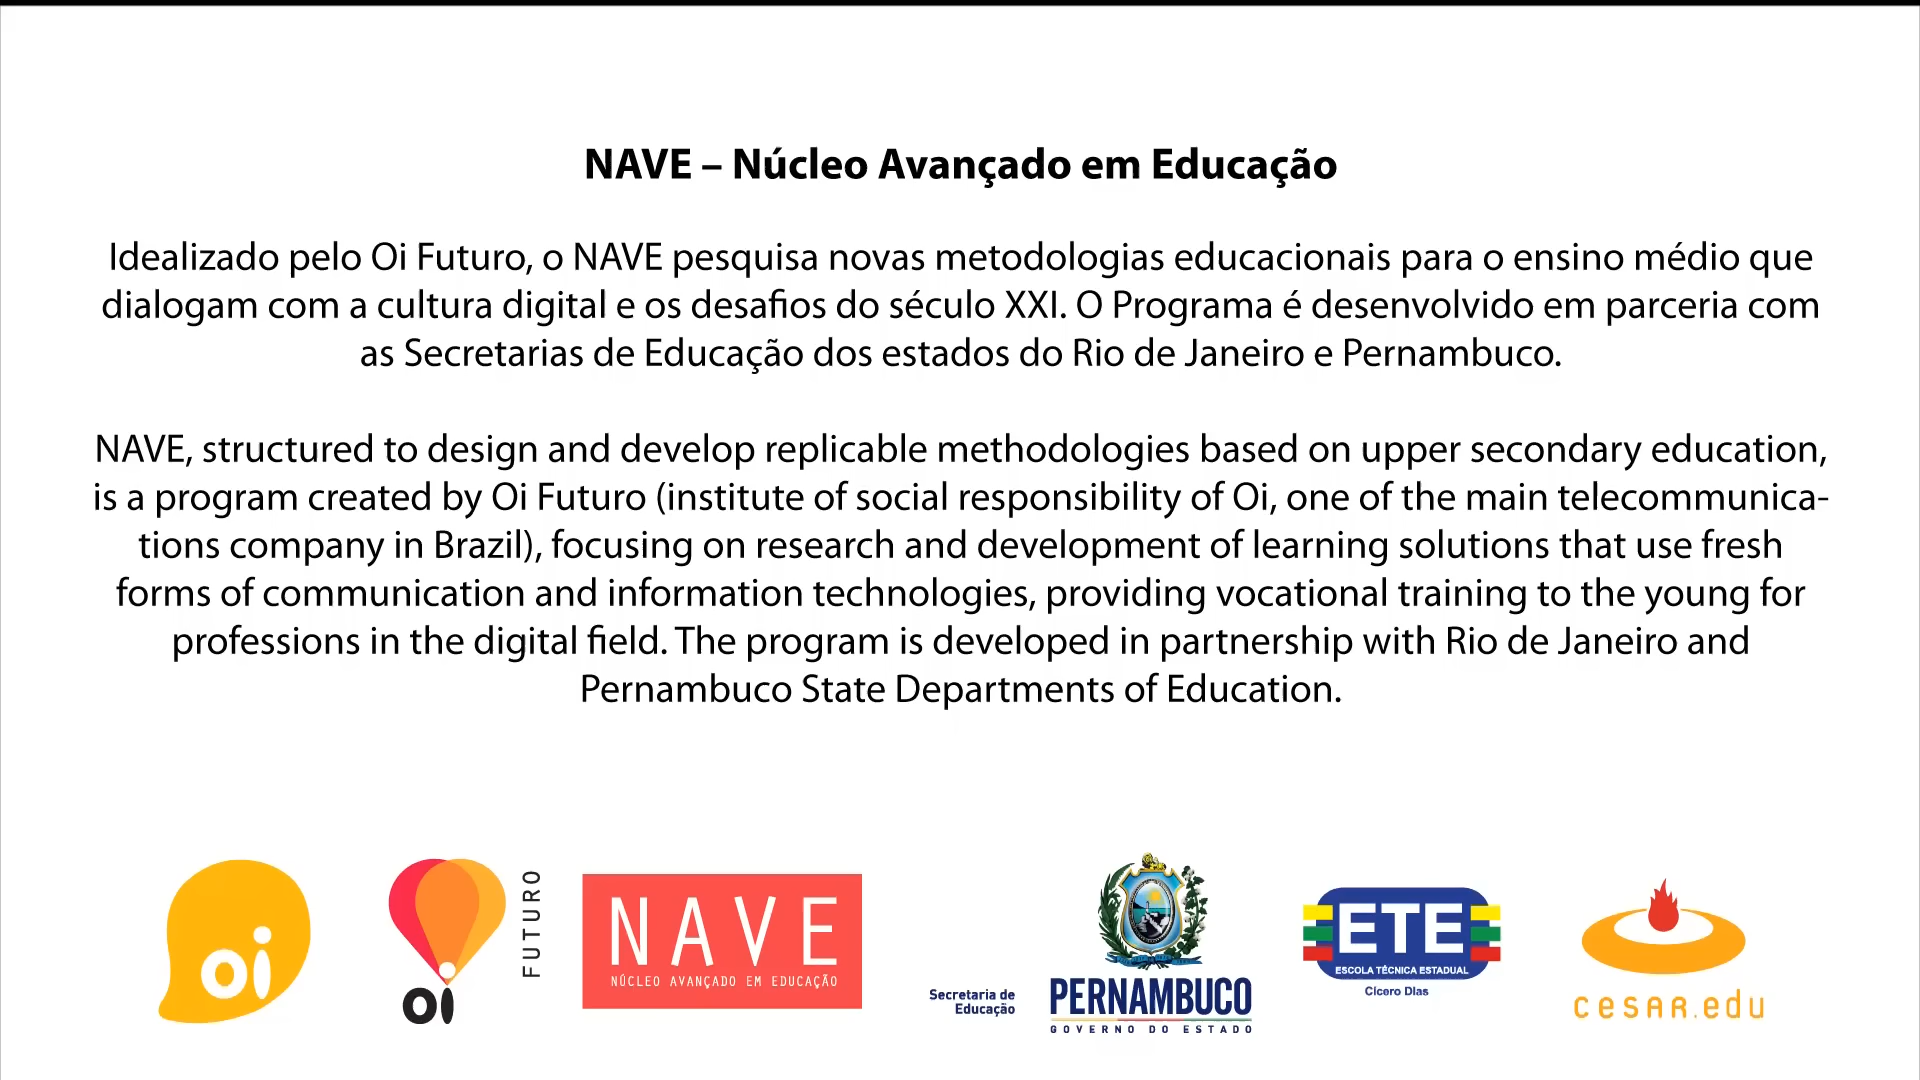 NAVE – Núcleo Avançado em Educação
Idealizado pelo Oi Futuro, o NAVE pesquisa novas metodologias educacionais para o ensino médio que
dialogam com a cultura digital e os desafios do século XXI. O Programa é desenvolvido em parceria com
as Secretarias de Educação dos estados do Rio de Janeiro e Pernambuco.
NAVE, structured to design and develop replicable methodologies based on upper secondary education,
is a program created by Oi Futuro (institute of social responsibility of Oi, one of the main telecommunica-
tions company in Brazil), focusing on research and development of learning solutions that use fresh
forms of communication and information technologies, providing vocational training to the young for
professions in the digital field. The program is developed in partnership with Rio de Janeiro and
Pernambuco State Departments of Education.
oi
oi
FUTURO
NAVE
NÚCLEO AVANÇADO EM EDUCAÇÃO
Secretaria de
Educação
PERNAMBUCO
GOVERNO DO ESTADO
ETE
ESCOLA TÉCNICA ESTADUAL
Cícero Dias
cesar.edu